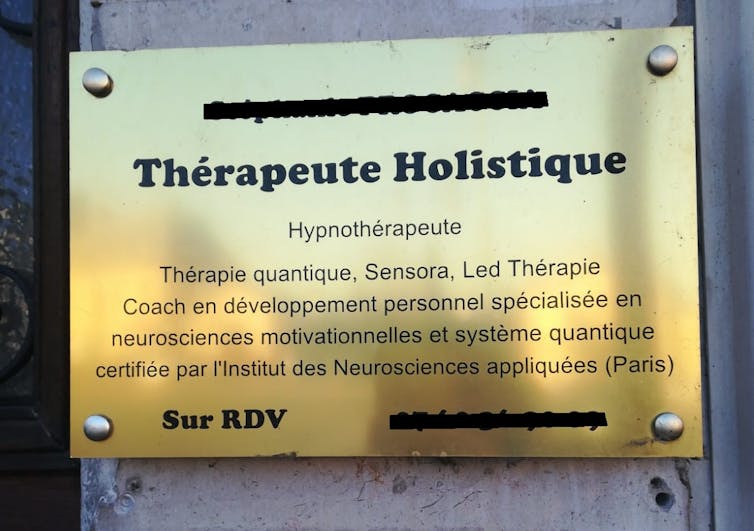 Thérapeute Holistique
Hypnothérapeute
Thérapie quantique, Sensora, Led Thérapie
Coach en développement personnel spécialisée en
neurosciences motivationnelles et système quantique
certifiée par l'Institut des Neurosciences appliquées (Paris)
Sur RDV